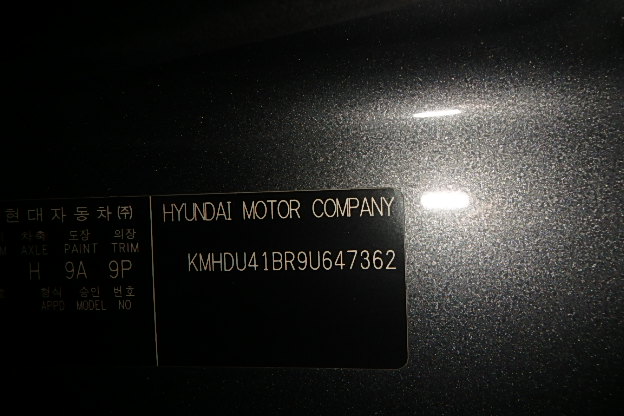 현대자동차㈜
차축 도장 의장
AXLE PAINT TRIM
H 9A 9P
형식 승인 번호
APPD MODEL NO
HYUNDAI MOTOR COMPANY
KMHDU41BR9U647362